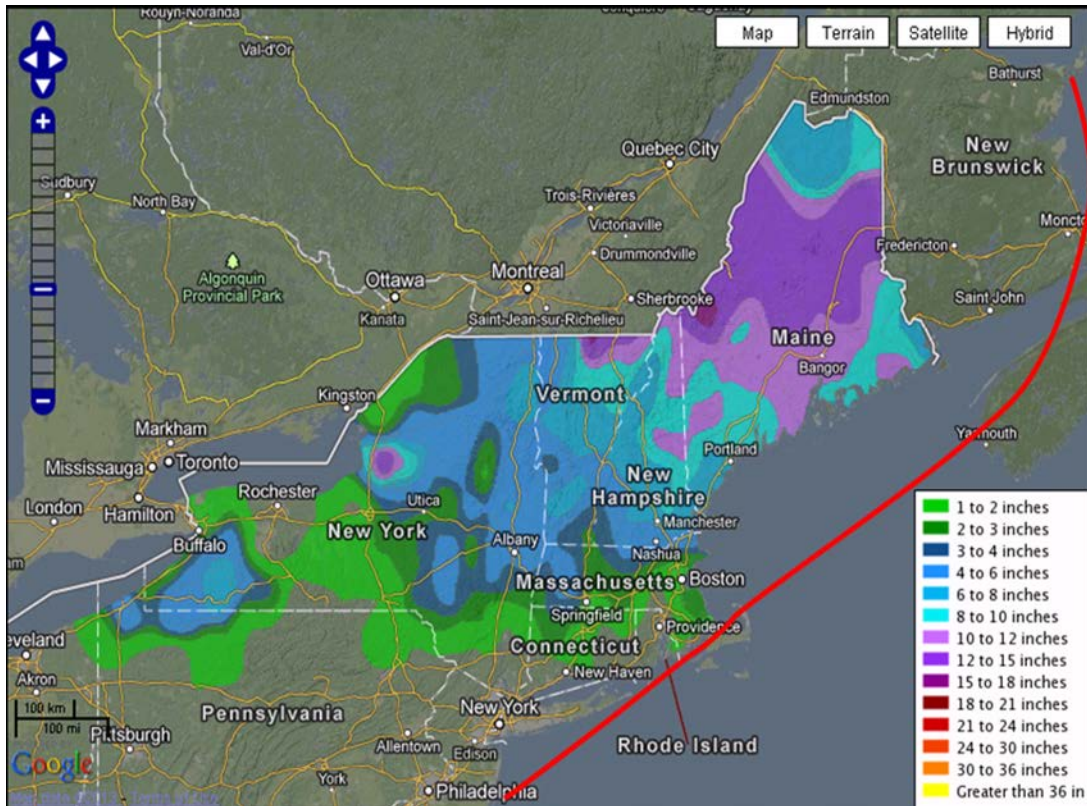 Rouyn-Noranda
Val-d'Or
Map
Terrain
Satellite
Hybrid
Bathurst
Edmundston
New
Brunswick
Quebec City
Sudbury
North Bay
Trois-Rivières
Victoriaville
Drummondville
Moncto
Fredericton
Algonquin
Provincial Park
Ottawa
Montreal
Kanata
Saint-Jean-sur-Richelieu
Sherbrooke
Saint John
Maine
Bangor
Kingston
Vermont
Markham
Toronto
Mississauga
Portland
Yarmouth
London
Hamilton
Rochester
Utica
New
Hampshire
Manchester
Buffalo
New York
Albany
Nashua
Massachusetts
Boston
Springfield
Providence
Connecticut
New Haven
eveland
Akron
100 km
100 mi
Pennsylvania
New York
Pittsburgh
Allentown
Edison
Rhode Island
Google
York
Philadelphia
1 to 2 inches
2 to 3 inches
3 to 4 inches
4 to 6 inches
6 to 8 inches
8 to 10 inches
10 to 12 inches
12 to 15 inches
15 to 18 inches
18 to 21 inches
21 to 24 inches
24 to 30 inches
30 to 36 inches
Greater than 36 in